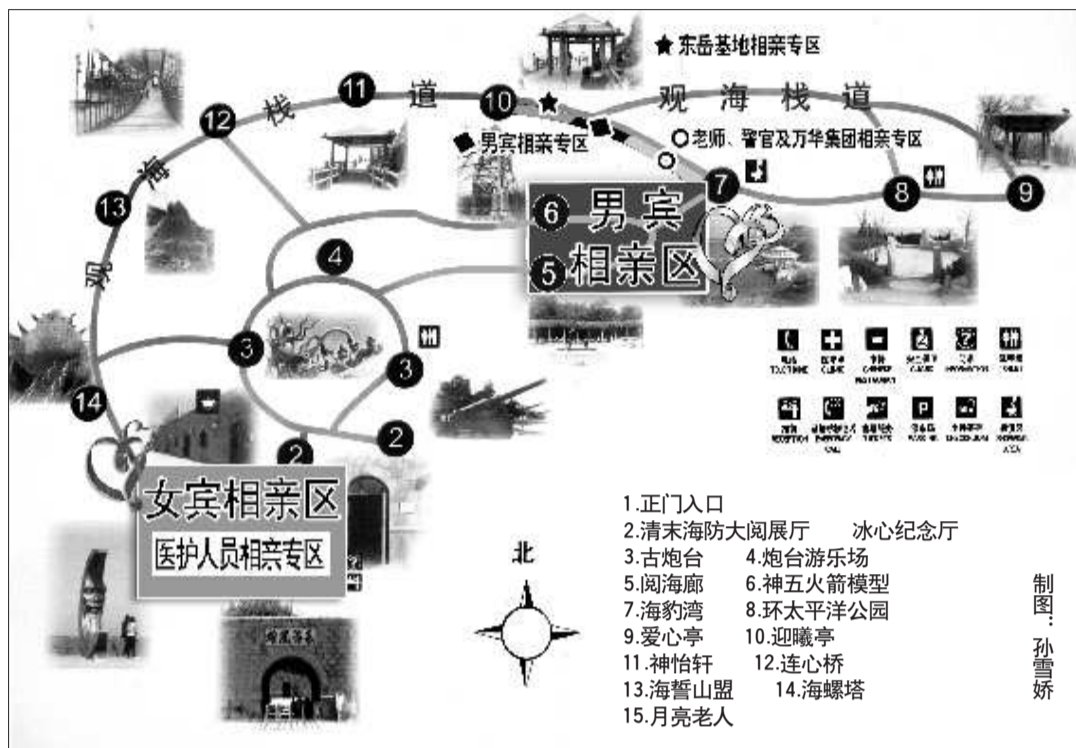 ★东岳基地相亲专区
观海栈道
老师、警官及万华集团相亲专区
男宾相亲专区
观海栈道
10
11
12
13
14
7
8
9
6
5
男宾
相亲区
4
3
3
2
2
女宾相亲区
医护人员相亲专区
北
1.正门入口
2.清末海防大阅展厅 冰心纪念厅
3.古炮台 4.炮台游乐场
5.阅海廊 6.神五火箭模型
7.海豹湾 8.环太平洋公园
9.爱心亭 10.迎曦亭
11.神怡轩 12.连心桥
13.海誓山盟 14.海螺塔
15.月亮老人
制图：孙雪娇